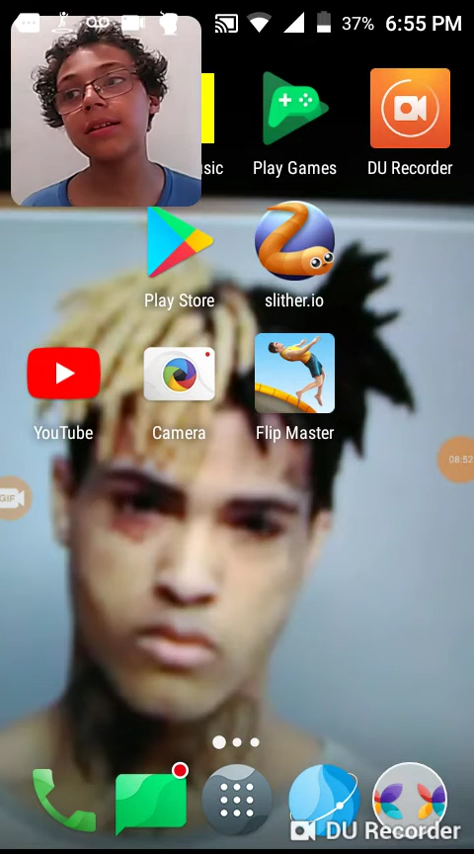 37% 6:55 PM
usic Play Games DU Recorder
Play Store slither.io
YouTube Camera Flip Master
08:52
GIF
DU Recorder